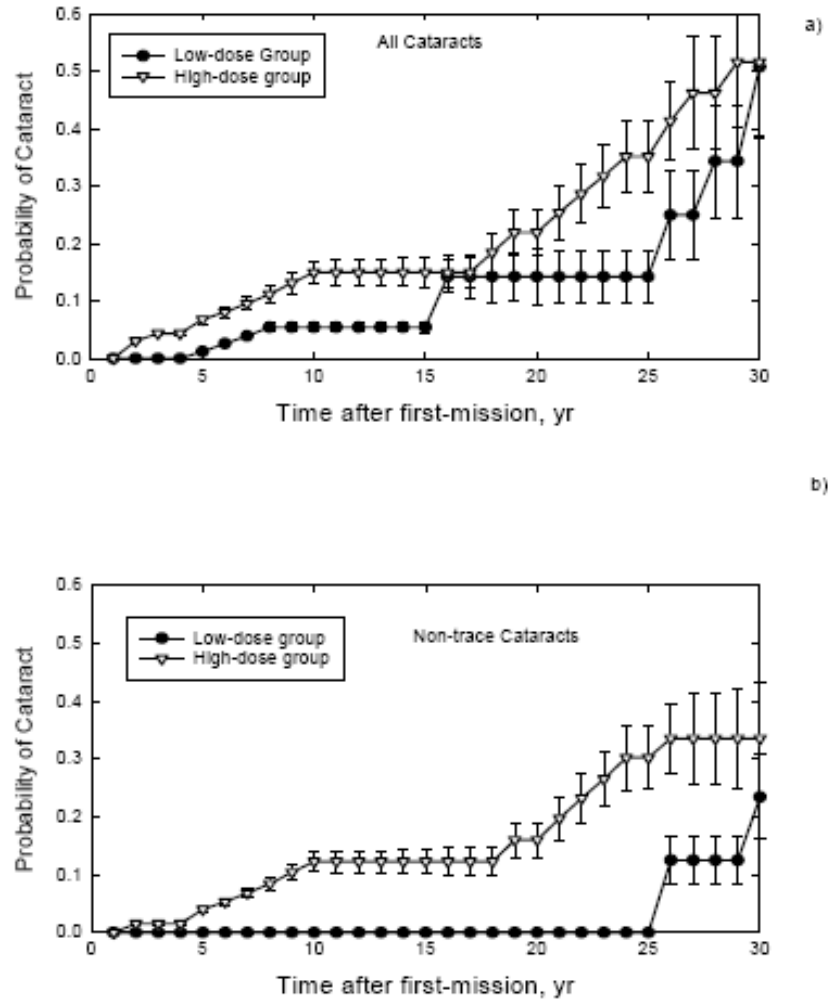 a)
All Cataracts
Low-dose Group
High-dose group
Probability of Cataract
0.6
0.5
0.4
0.3
0.2
0.1
0.0
0 5 10 15 20 25 30
Time after first-mission, yr
b)
Non-trace Cataracts
Low-dose group
High-dose group
Probability of Cataract
0.6
0.5
0.4
0.3
0.2
0.1
0.0
0 5 10 15 20 25 30
Time after first-mission, yr